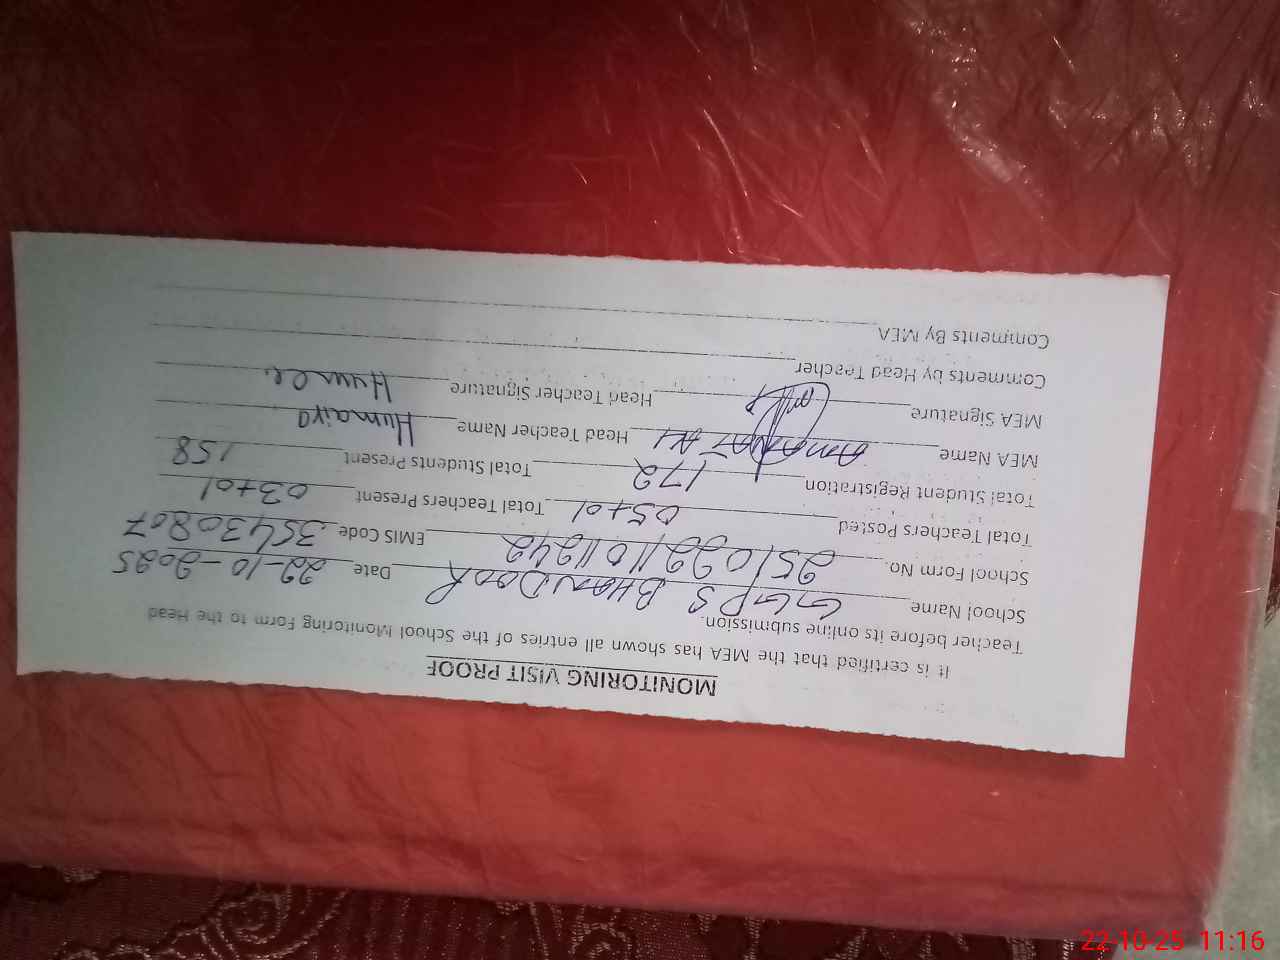 MONITORING VISIT PROOF
It is certified that the MEA has shown all entries of the School Monitoring Form to the Head
Teacher before its online submission.
School Name GGPS BHANDOOR Date 22-10-2025
School Form No. 2510221101 1242 EMIS Code 35430807
Total Teachers Posted 05+01 Total Teachers Present 03+01
Total Student Registration 172 Total Students Present 158
MEA Name AMANAT ALI Head Teacher Name Humaira
MEA Signature Head Teacher Signature
Comments by Head Teacher
Comments By MEA
22-10-25 11:16